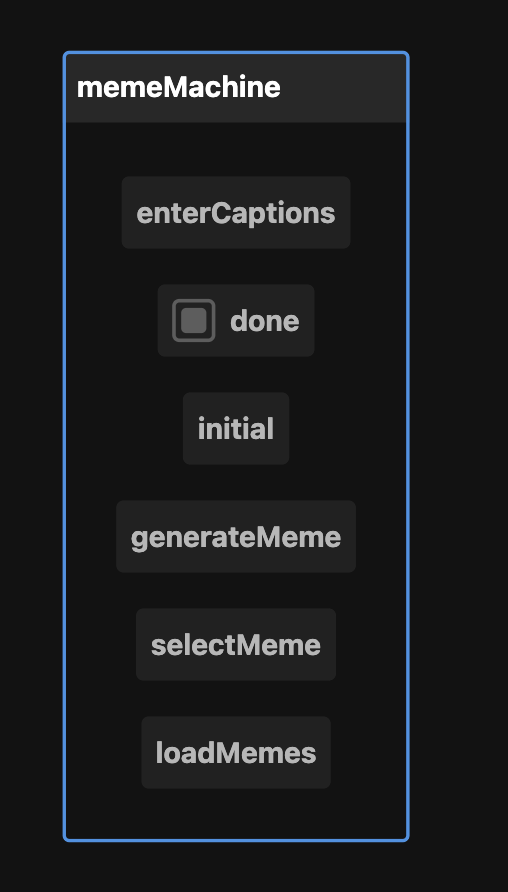 memeMachine
enterCaptions
done
initial
generateMeme
selectMeme
loadMemes